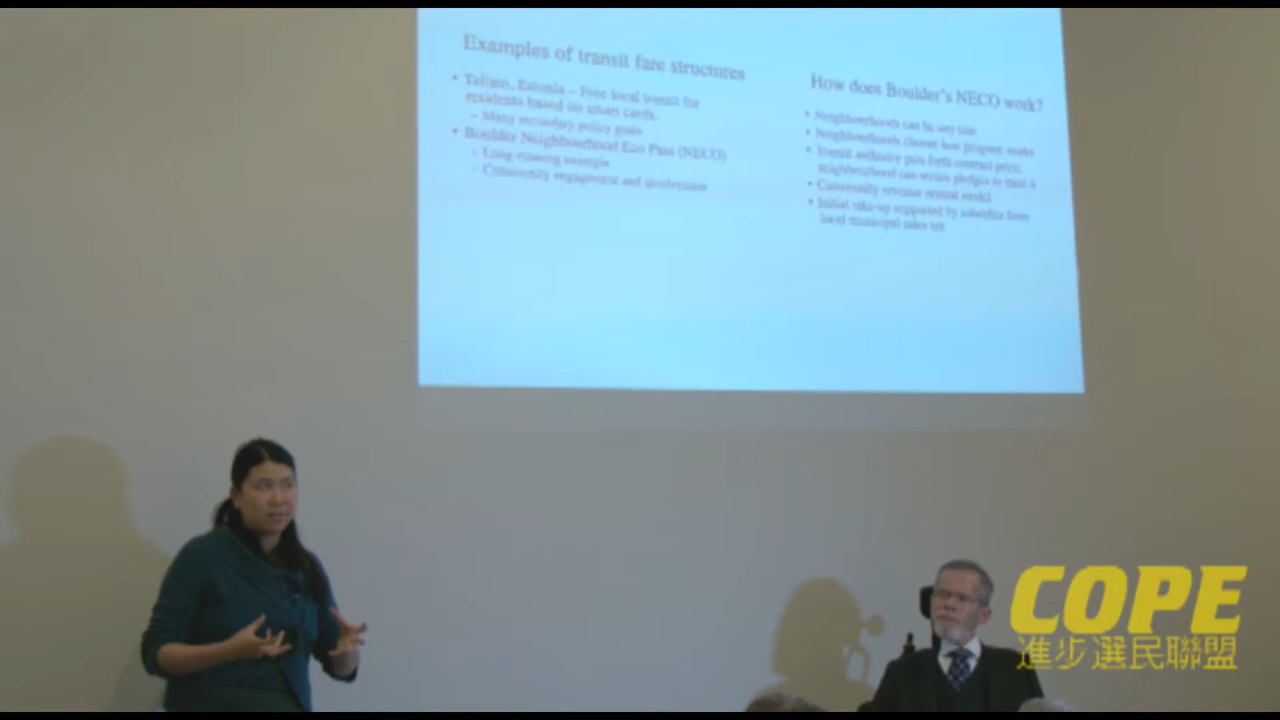 Examples of transit fare structures
• Tallinn, Estonia – Free local transit for
residents based on smart cards.
– Many secondary policy goals
• Boulder Neighbourhood Eco Pass (NECO)
– Long-running example
– Community engagement and involvement
How does Boulder's NECO work?
• Neighbourhoods can be any size
• Neighbourhoods choose how program works
• Transit authority puts forth contract price,
neighbourhood can secure pledges to meet it
• Community revenue neutral model
• Initial take-up supported by subsidies from
local municipal sales tax
COPE
進步選民聯盟